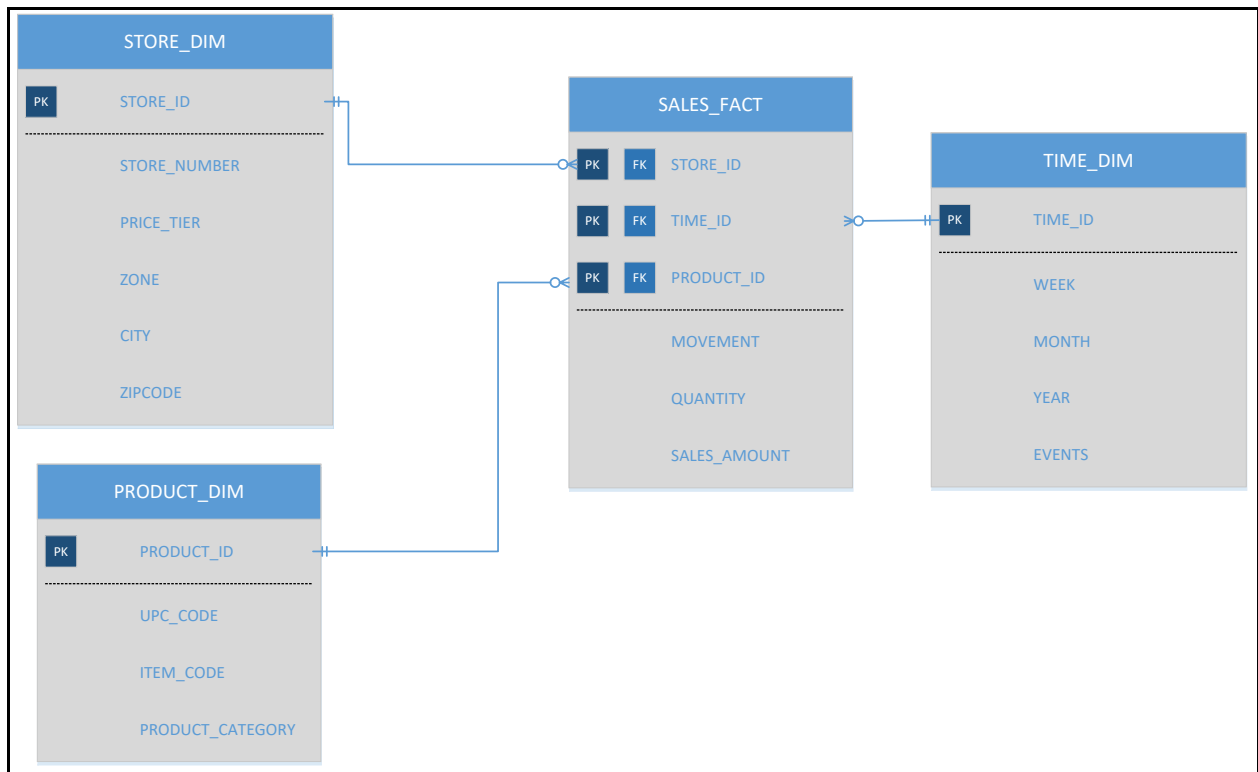 STORE_DIM
PK STORE_ID
STORE_NUMBER
PRICE_TIER
ZONE
CITY
ZIPCODE
SALES_FACT
PK FK STORE_ID
PK FK TIME_ID
PK FK PRODUCT_ID
MOVEMENT
QUANTITY
SALES_AMOUNT
TIME_DIM
PK TIME_ID
WEEK
MONTH
YEAR
EVENTS
PRODUCT_DIM
PK PRODUCT_ID
UPC_CODE
ITEM_CODE
PRODUCT_CATEGORY